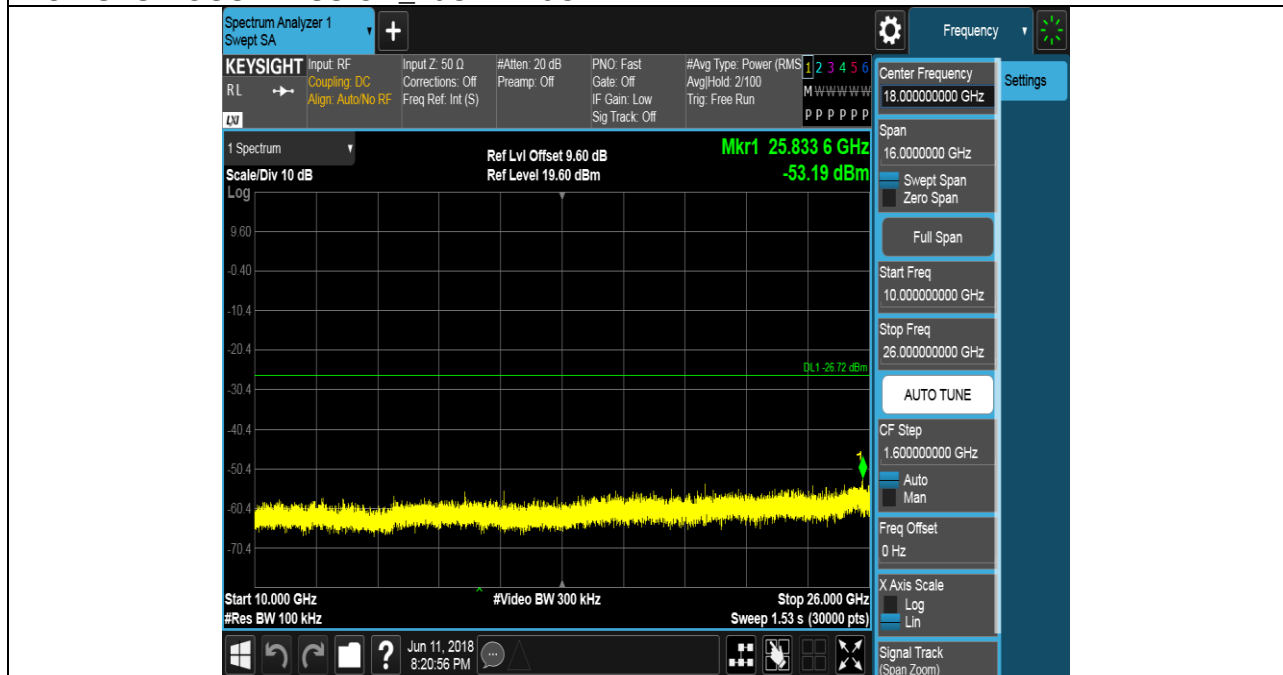 Spectrum Analyzer 1
Swept SA
+
Frequency
KEYSIGHT
RL
LXI
Input: RF
Coupling: DC
Align: Auto/No RF
Input Z: 50 Ω
Corrections: Off
Freq Ref: Int (S)
#Atten: 20 dB
Preamp: Off
PNO: Fast
Gate: Off
IF Gain: Low
Sig Track: Off
#Avg Type: Power (RMS
Avg|Hold: 2/100
Trig: Free Run
1 2 3 4 5 6
M W W W W W
P P P P P P
1 Spectrum
Scale/Div 10 dB
Ref Lvl Offset 9.60 dB
Ref Level 19.60 dBm
Mkr1 25.833 6 GHz
-53.19 dBm
Log
9.60
-0.40
-10.4
-20.4
DL1 -26.72 dBm
-30.4
-40.4
1
-50.4
-60.4
-70.4
Start 10.000 GHz
#Res BW 100 kHz
#Video BW 300 kHz
Stop 26.000 GHz
Sweep 1.53 s (30000 pts)
?
Jun 11, 2018
8:20:56 PM
Center Frequency
18.000000000 GHz
Settings
Span
16.0000000 GHz
Swept Span
Zero Span
Full Span
Start Freq
10.000000000 GHz
Stop Freq
26.000000000 GHz
AUTO TUNE
CF Step
1.600000000 GHz
Auto
Man
Freq Offset
0 Hz
X Axis Scale
Log
Lin
Signal Track
(Span Zoom)